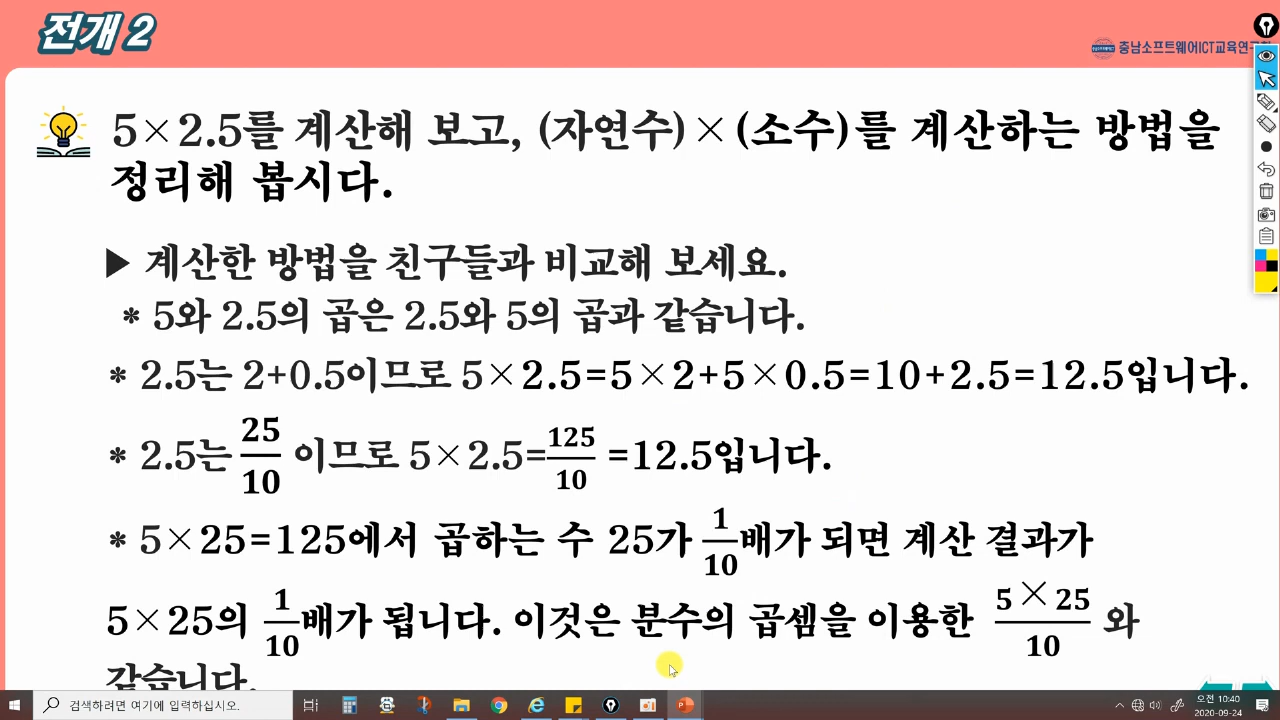 전개 2
충남소프트웨어ICT교육연구회
5×2.5를 계산해 보고, (자연수)×(소수)를 계산하는 방법을
정리해 봅시다.
▶ 계산한 방법을 친구들과 비교해 보세요.
* 5와 2.5의 곱은 2.5와 5의 곱과 같습니다.
* 2.5는 2+0.5이므로 5×2.5=5×2+5×0.5=10+2.5=12.5입니다.
* 2.5는 25/10 이므로 5×2.5=125/10 =12.5입니다.
* 5×25=125에서 곱하는 수 25가 1/10배가 되면 계산 결과가
5×25의 1/10배가 됩니다. 이것은 분수의 곱셈을 이용한 5×25/10 와
같습니다.
검색하려면 여기에 입력하십시오.
오전 10:40
2020-09-24